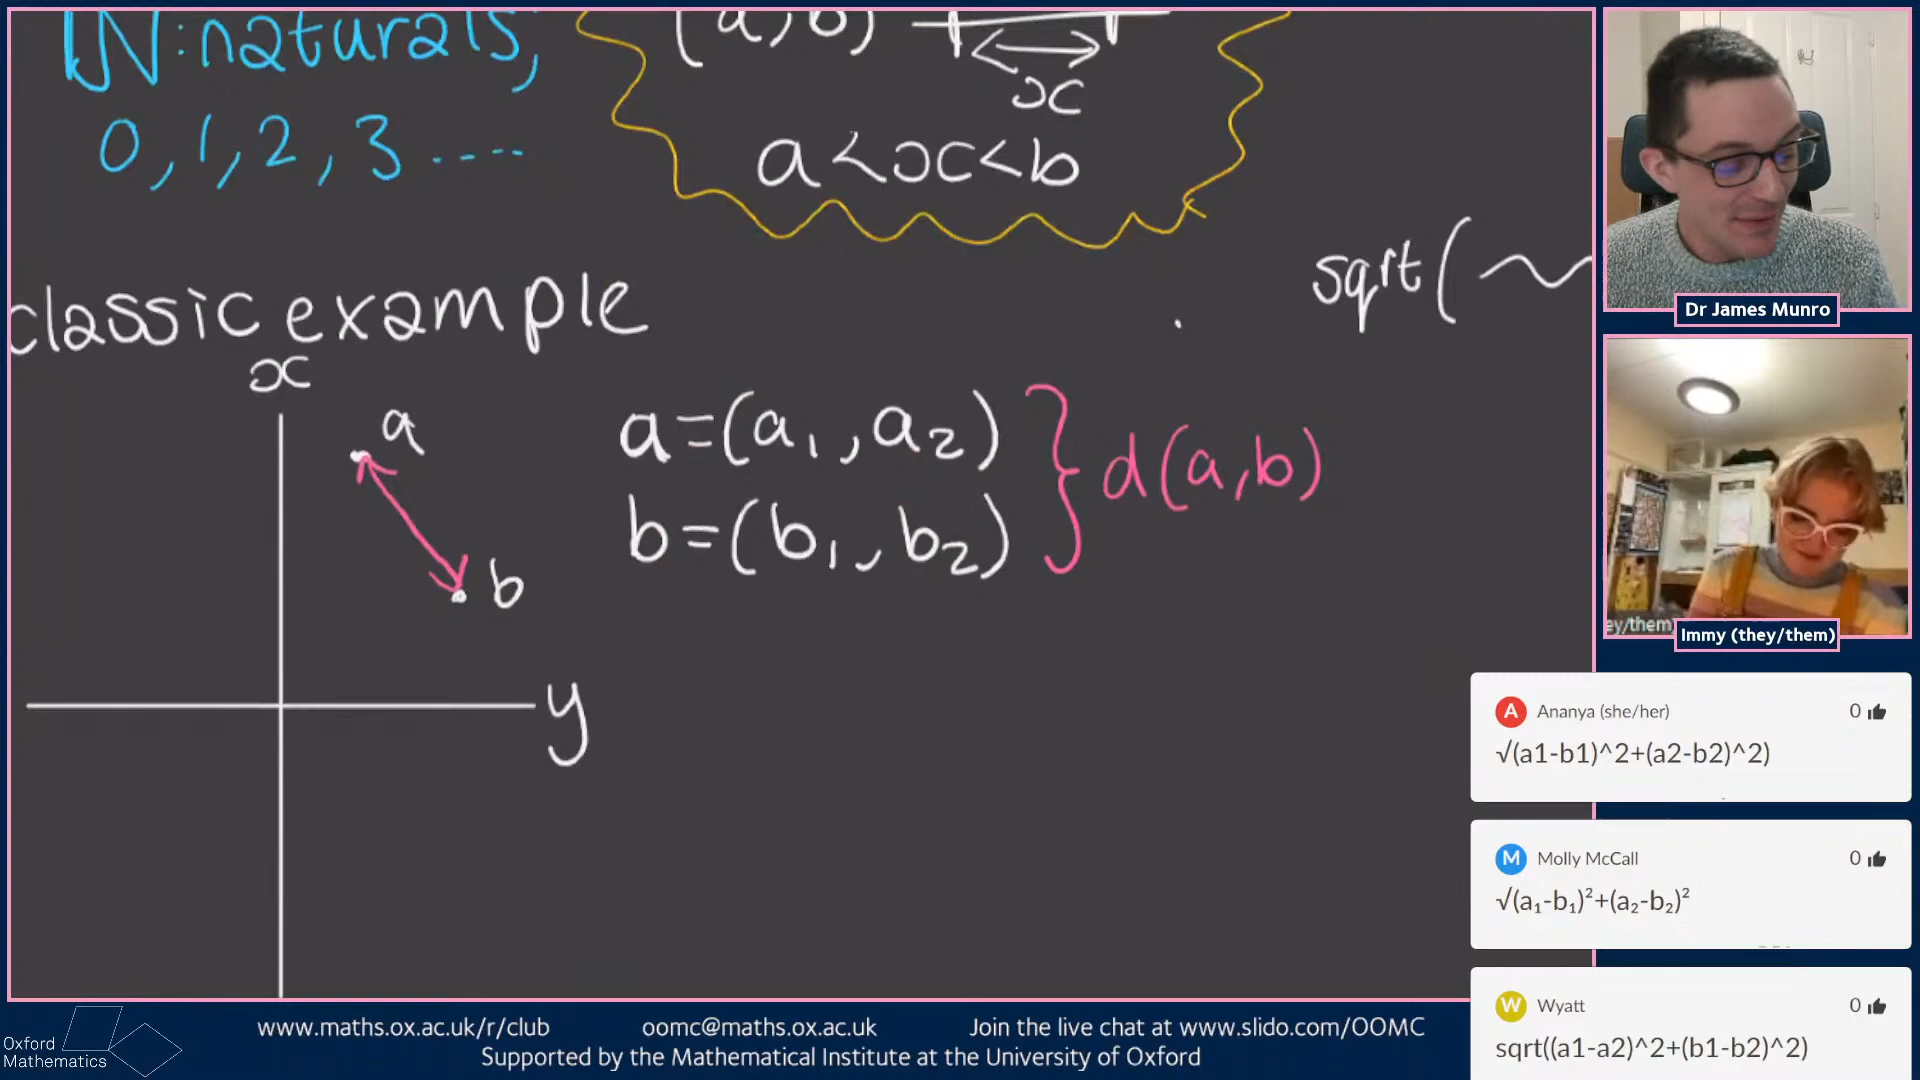 ℕ: naturals,
0, 1, 2, 3 ....
(a, b)
x
a < x < b
sqrt(
classic example
x
a
b
y
a = (a₁, a₂)
b = (b₁, b₂)
d(a, b)
Dr James Munro
ey/them)
Immy (they/them)
A Ananya (she/her) 0
√(a1-b1)^2+(a2-b2)^2)
M Molly McCall 0
√(a₁-b₁)²+(a₂-b₂)²
W Wyatt 0
sqrt((a1-a2)^2+(b1-b2)^2)
Oxford
Mathematics
www.maths.ox.ac.uk/r/club oomc@maths.ox.ac.uk Join the live chat at www.slido.com/OOMC
Supported by the Mathematical Institute at the University of Oxford